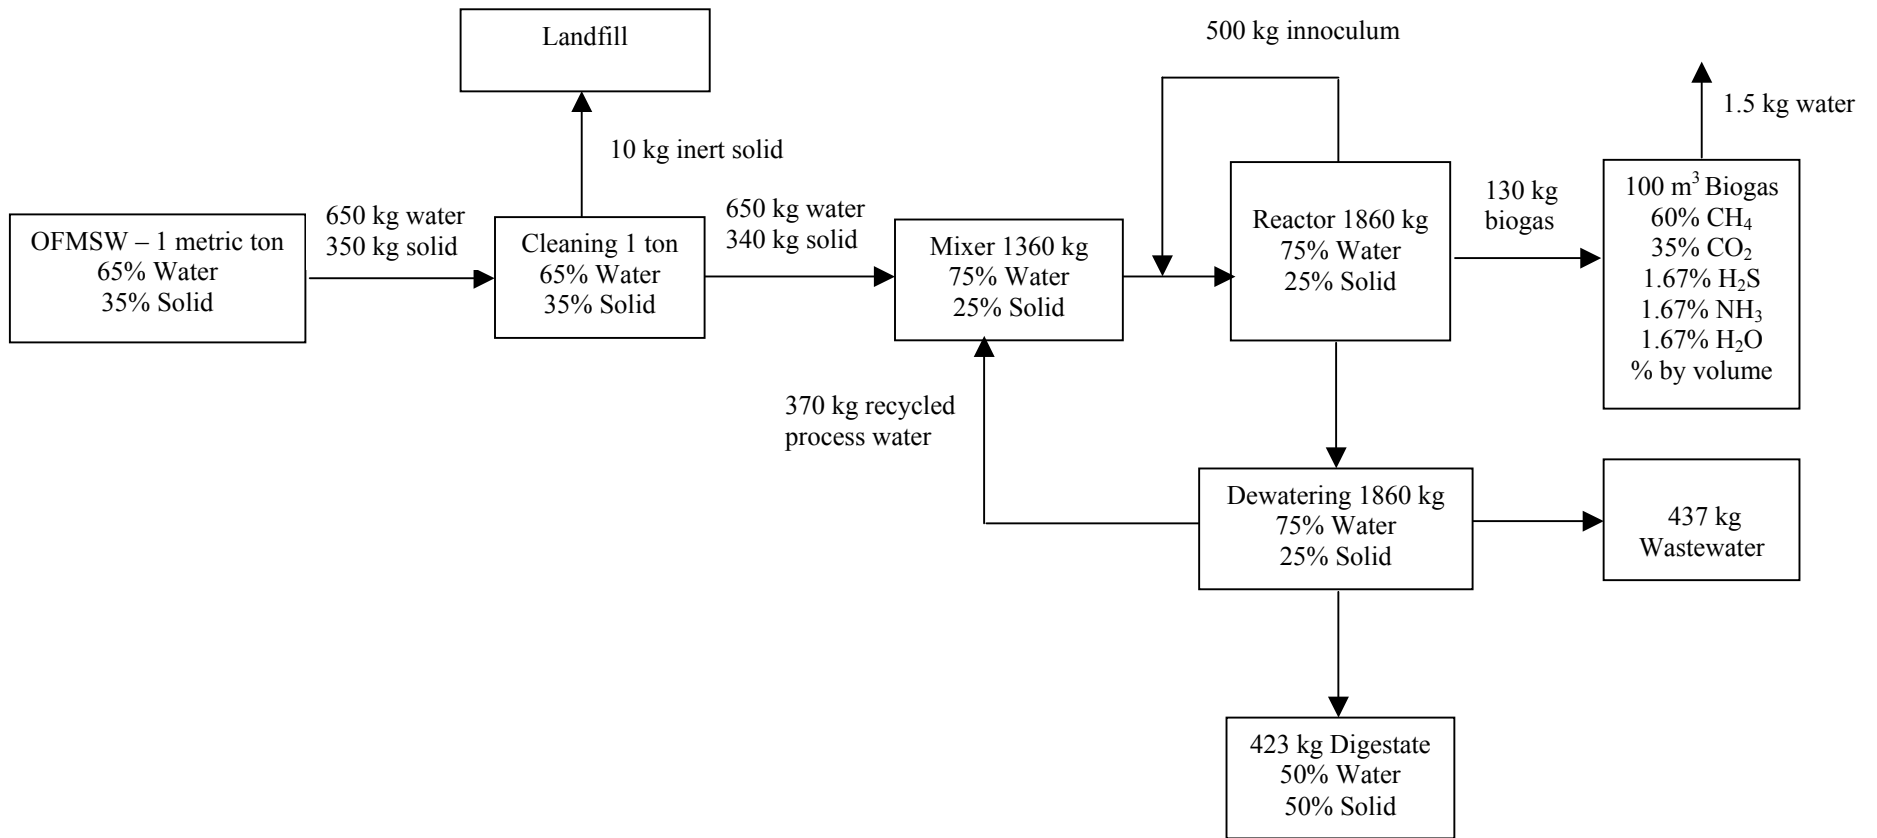 Landfill
500 kg innoculum
1.5 kg water
10 kg inert solid
OFMSW – 1 metric ton
65% Water
35% Solid
650 kg water
350 kg solid
Cleaning 1 ton
65% Water
35% Solid
650 kg water
340 kg solid
Mixer 1360 kg
75% Water
25% Solid
Reactor 1860 kg
75% Water
25% Solid
130 kg
biogas
100 m³ Biogas
60% CH₄
35% CO₂
1.67% H₂S
1.67% NH₃
1.67% H₂O
% by volume
370 kg recycled
process water
Dewatering 1860 kg
75% Water
25% Solid
437 kg
Wastewater
423 kg Digestate
50% Water
50% Solid